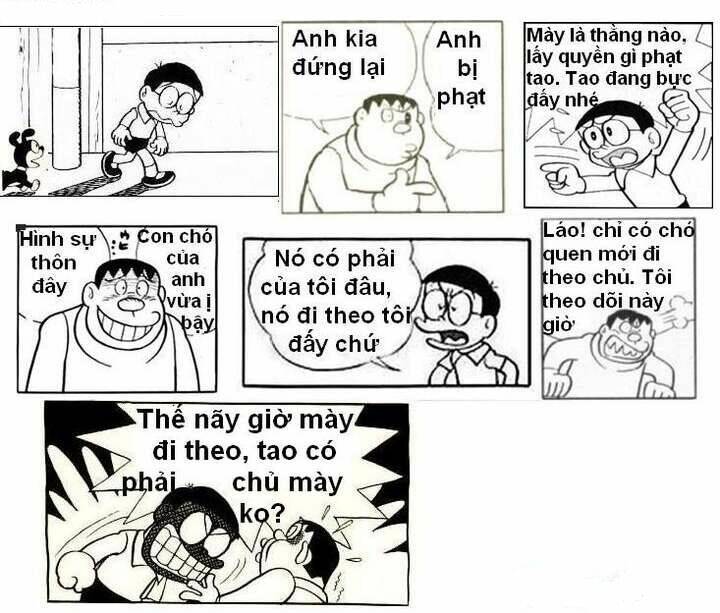 Anh kia
đứng lại
Anh
bị
phạt
Mày là thằng nào,
lấy quyền gì phạt
tao. Tao đang bực
đấy nhé
Hình sự
thôn
đây
Con chó
của
anh
vừa ị
bậy
Nó có phải
của tôi đâu,
nó đi theo tôi
đấy chứ
Láo! chỉ có chó
quen mới đi
theo chủ. Tôi
theo dõi nảy
giờ
Thế nãy giờ mày
đi theo, tao có
phải chủ mày
ko?